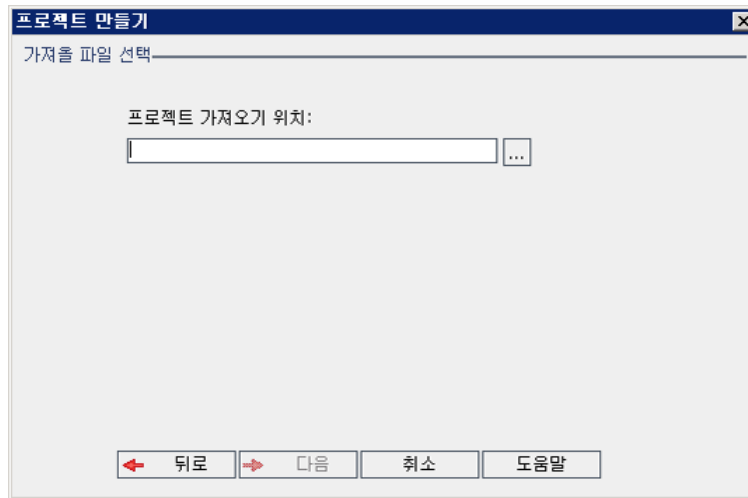 프로젝트 만들기
가져올 파일 선택
프로젝트 가져오기 위치:
...
뒤로 다음 취소 도움말